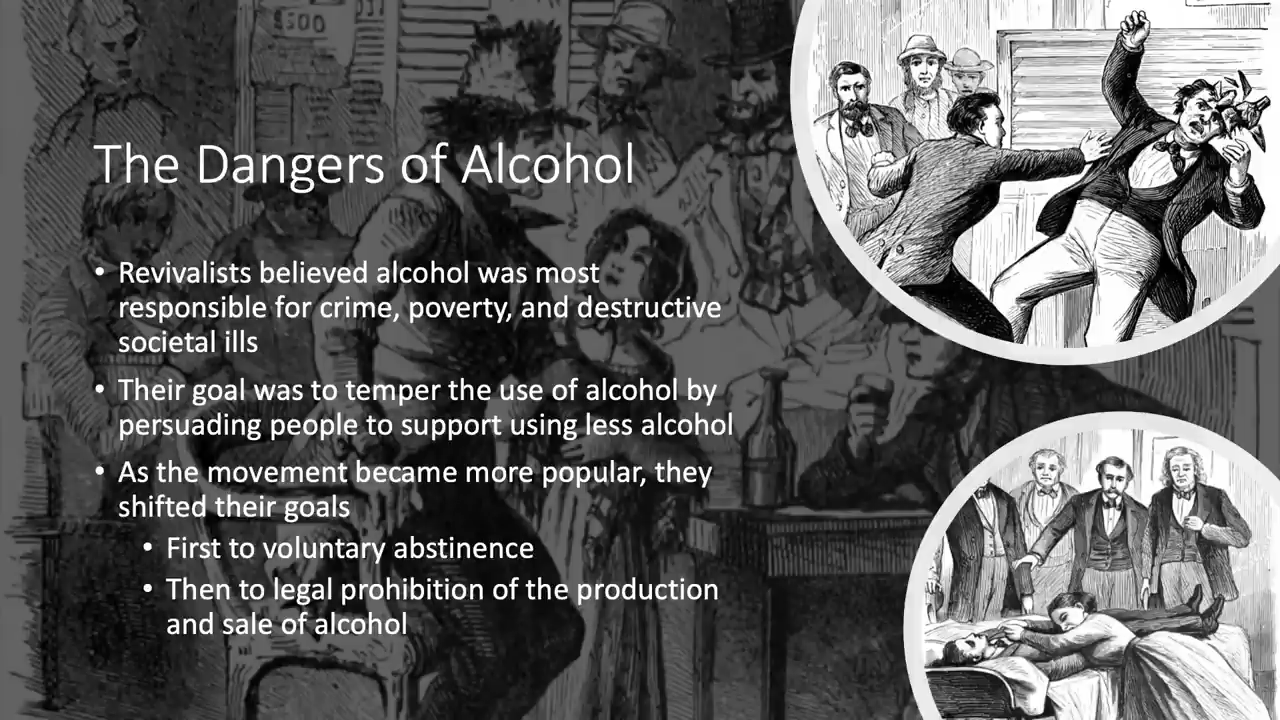 $500
The Dangers of Alcohol
• Revivalists believed alcohol was most
responsible for crime, poverty, and destructive
societal ills
• Their goal was to temper the use of alcohol by
persuading people to support using less alcohol
• As the movement became more popular, they
shifted their goals
• First to voluntary abstinence
• Then to legal prohibition of the production
and sale of alcohol